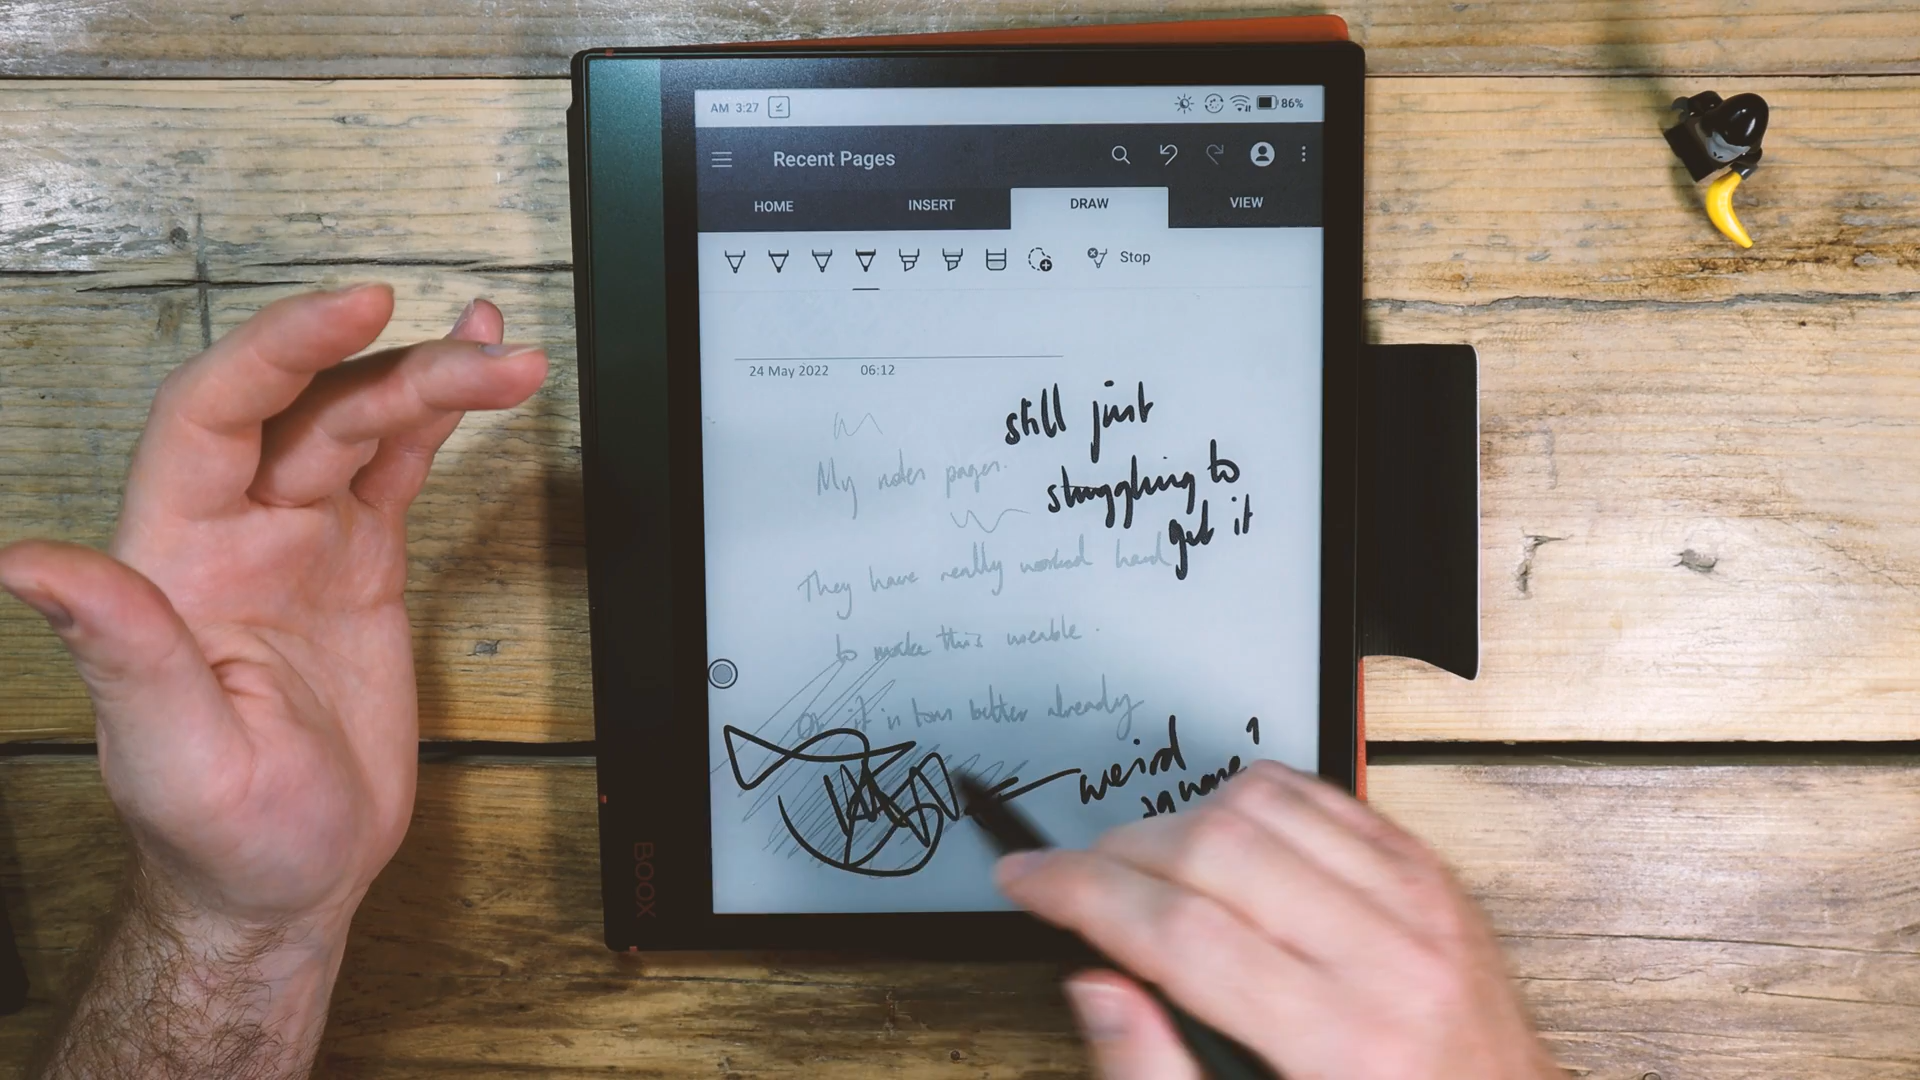 AM 3:27
86%
Recent Pages
HOME INSERT DRAW VIEW
Stop
24 May 2022 06:12
still just
struggling to
get it
My notes pages.
They have really worked hard
to make this useable.
it is tons better already
weird
square?
BOOX